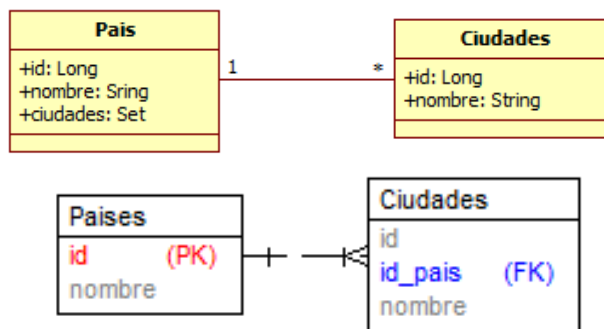 Pais
+id: Long
+nombre: Sring
+ciudades: Set
1
*
Ciudades
+id: Long
+nombre: String
Paises
id (PK)
nombre
Ciudades
id
id_pais (FK)
nombre